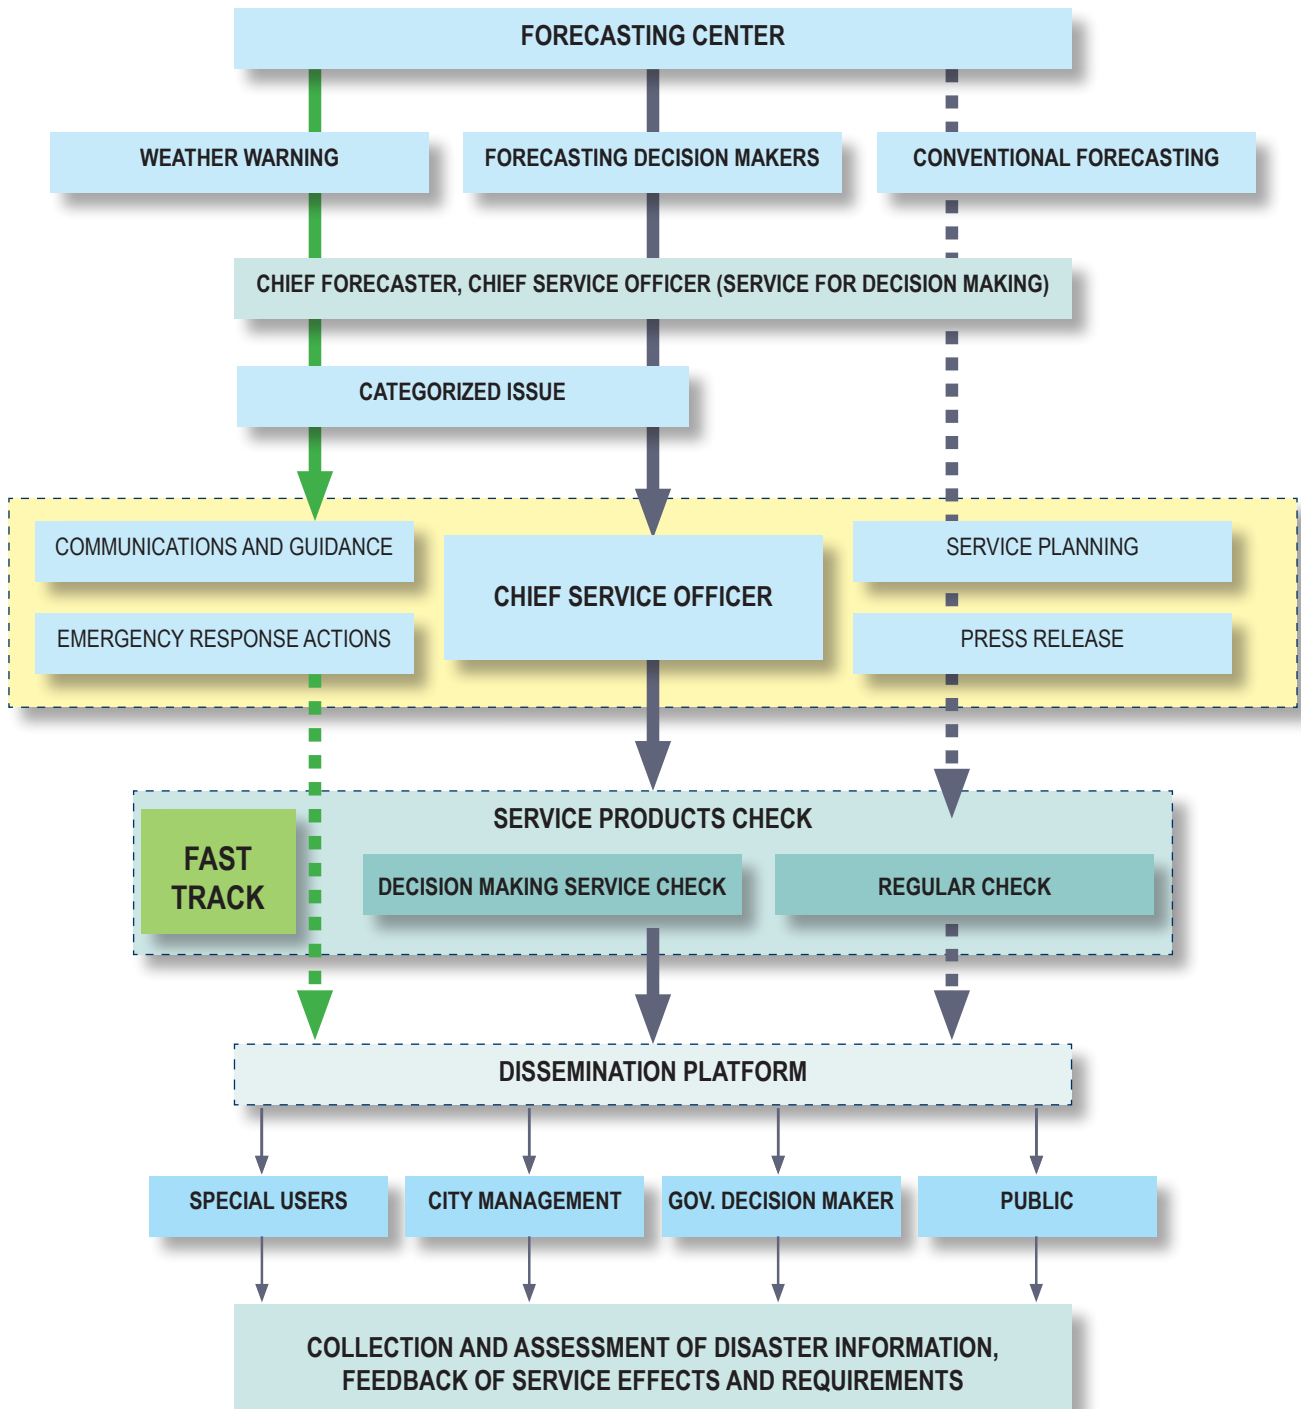 FORECASTING CENTER
WEATHER WARNING
FORECASTING DECISION MAKERS
CONVENTIONAL FORECASTING
CHIEF FORECASTER, CHIEF SERVICE OFFICER (SERVICE FOR DECISION MAKING)
CATEGORIZED ISSUE
COMMUNICATIONS AND GUIDANCE
EMERGENCY RESPONSE ACTIONS
CHIEF SERVICE OFFICER
SERVICE PLANNING
PRESS RELEASE
FAST
TRACK
SERVICE PRODUCTS CHECK
DECISION MAKING SERVICE CHECK
REGULAR CHECK
DISSEMINATION PLATFORM
SPECIAL USERS
CITY MANAGEMENT
GOV. DECISION MAKER
PUBLIC
COLLECTION AND ASSESSMENT OF DISASTER INFORMATION,
FEEDBACK OF SERVICE EFFECTS AND REQUIREMENTS